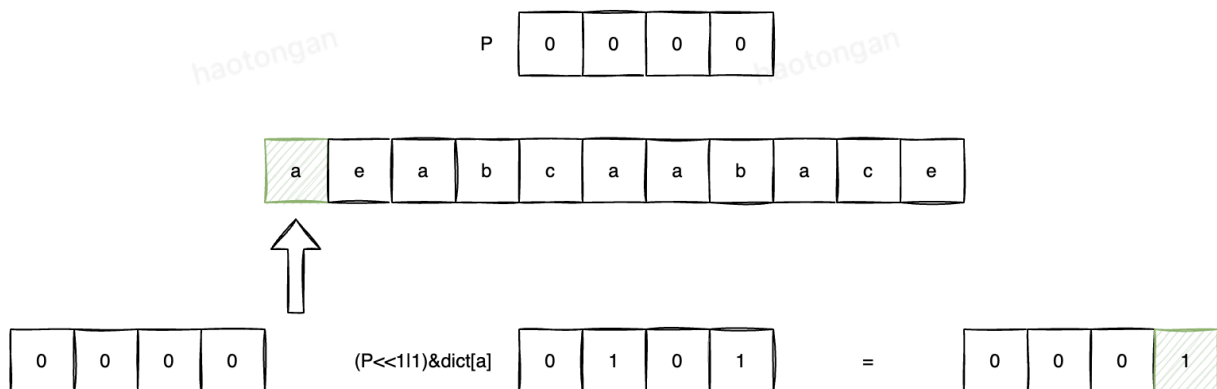 haotongan haotongan
P 0 0 0 0
a e a b c a a b a c e
0 0 0 0 (P<<1|1)&dict[a] 0 1 0 1 = 0 0 0 1